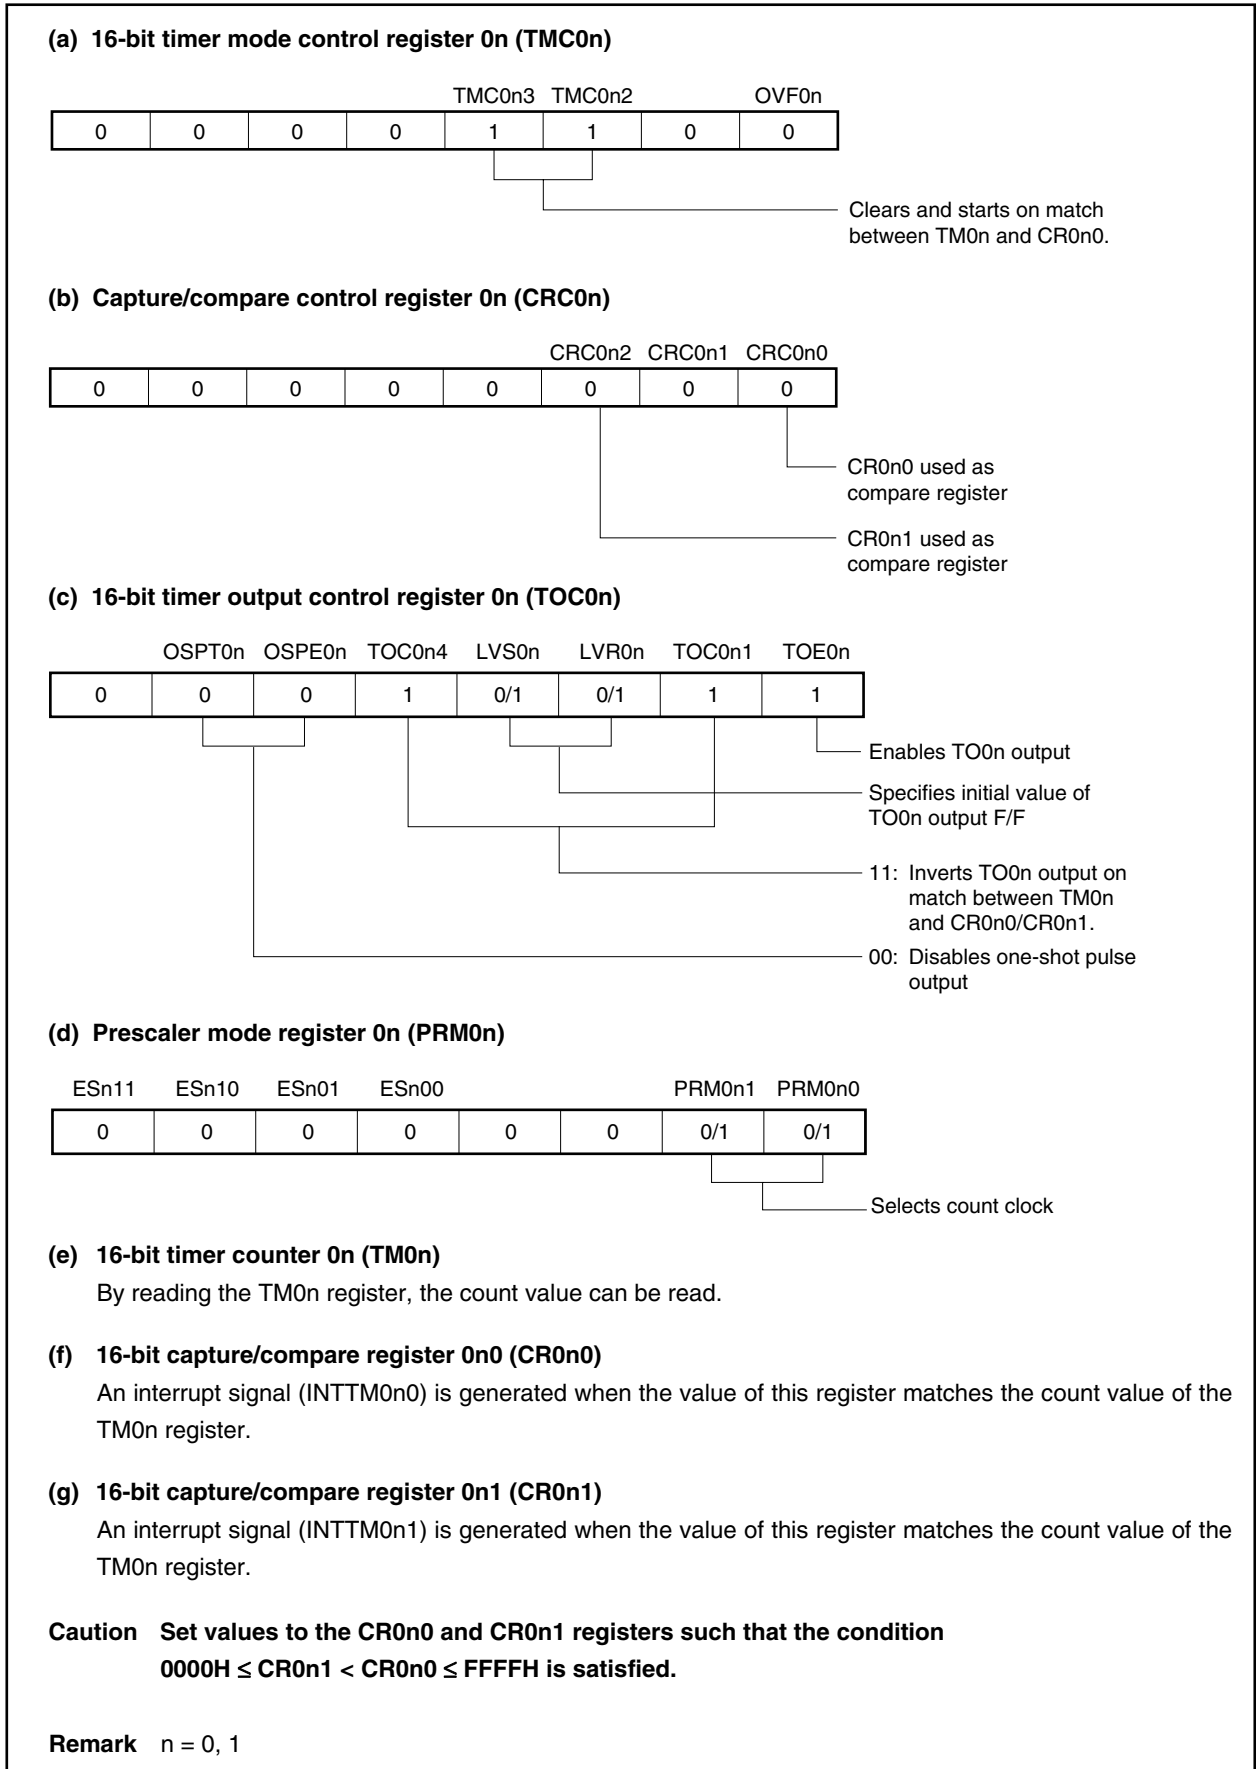 (a) 16-bit timer mode control register 0n (TMC0n)
TMC0n3 TMC0n2 OVF0n
0 0 0 0 1 1 0 0
Clears and starts on match
between TM0n and CR0n0.
(b) Capture/compare control register 0n (CRC0n)
CRC0n2 CRC0n1 CRC0n0
0 0 0 0 0 0 0 0
CR0n0 used as
compare register
CR0n1 used as
compare register
(c) 16-bit timer output control register 0n (TOC0n)
OSPT0n OSPE0n TOC0n4 LVS0n LVR0n TOC0n1 TOE0n
0 0 0 1 0/1 0/1 1 1
Enables TO0n output
Specifies initial value of
TO0n output F/F
11: Inverts TO0n output on
match between TM0n
and CR0n0/CR0n1.
00: Disables one-shot pulse
output
(d) Prescaler mode register 0n (PRM0n)
ESn11 ESn10 ESn01 ESn00 PRM0n1 PRM0n0
0 0 0 0 0 0 0/1 0/1
Selects count clock
(e) 16-bit timer counter 0n (TM0n)
By reading the TM0n register, the count value can be read.
(f) 16-bit capture/compare register 0n0 (CR0n0)
An interrupt signal (INTTM0n0) is generated when the value of this register matches the count value of the
TM0n register.
(g) 16-bit capture/compare register 0n1 (CR0n1)
An interrupt signal (INTTM0n1) is generated when the value of this register matches the count value of the
TM0n register.
Caution Set values to the CR0n0 and CR0n1 registers such that the condition
0000H ≤ CR0n1 < CR0n0 ≤ FFFFH is satisfied.
Remark n = 0, 1